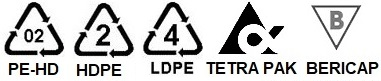 02 2 4 B
PE-HD HDPE LDPE TETRA PAK BERICAP